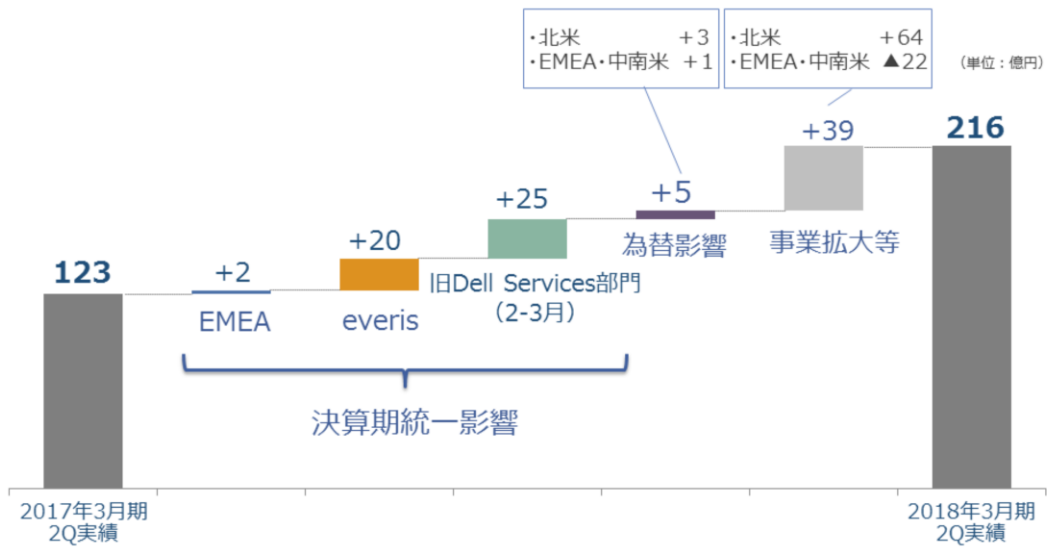 ・北米 +3
・EMEA・中南米 +1
・北米 +64
・EMEA・中南米 ▲22
（単位：億円）
123
+2
EMEA
+20
everis
+25
旧Dell Services部門
（2-3月）
+5
為替影響
+39
事業拡大等
216
決算期統一影響
2017年3月期
2Q実績
2018年3月期
2Q実績